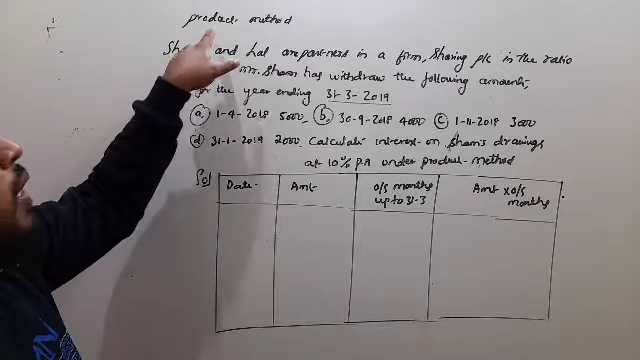 product method
Sh and Lal are partness in a firm, sharing p/c in the ratio
mr. Sham has withdraw the following amounts,
for the year ending 31-3-2019
(a) 1-4-2018 5000 (b) 30-9-2018 4000 (c) 1-11-2018 3000
(d) 31-1-2019 2000. Calculate interest on Sham's drawings
at 10% P.A under product method
Sol
Date Amt o/s months up to 31-3 Amt x o/s months